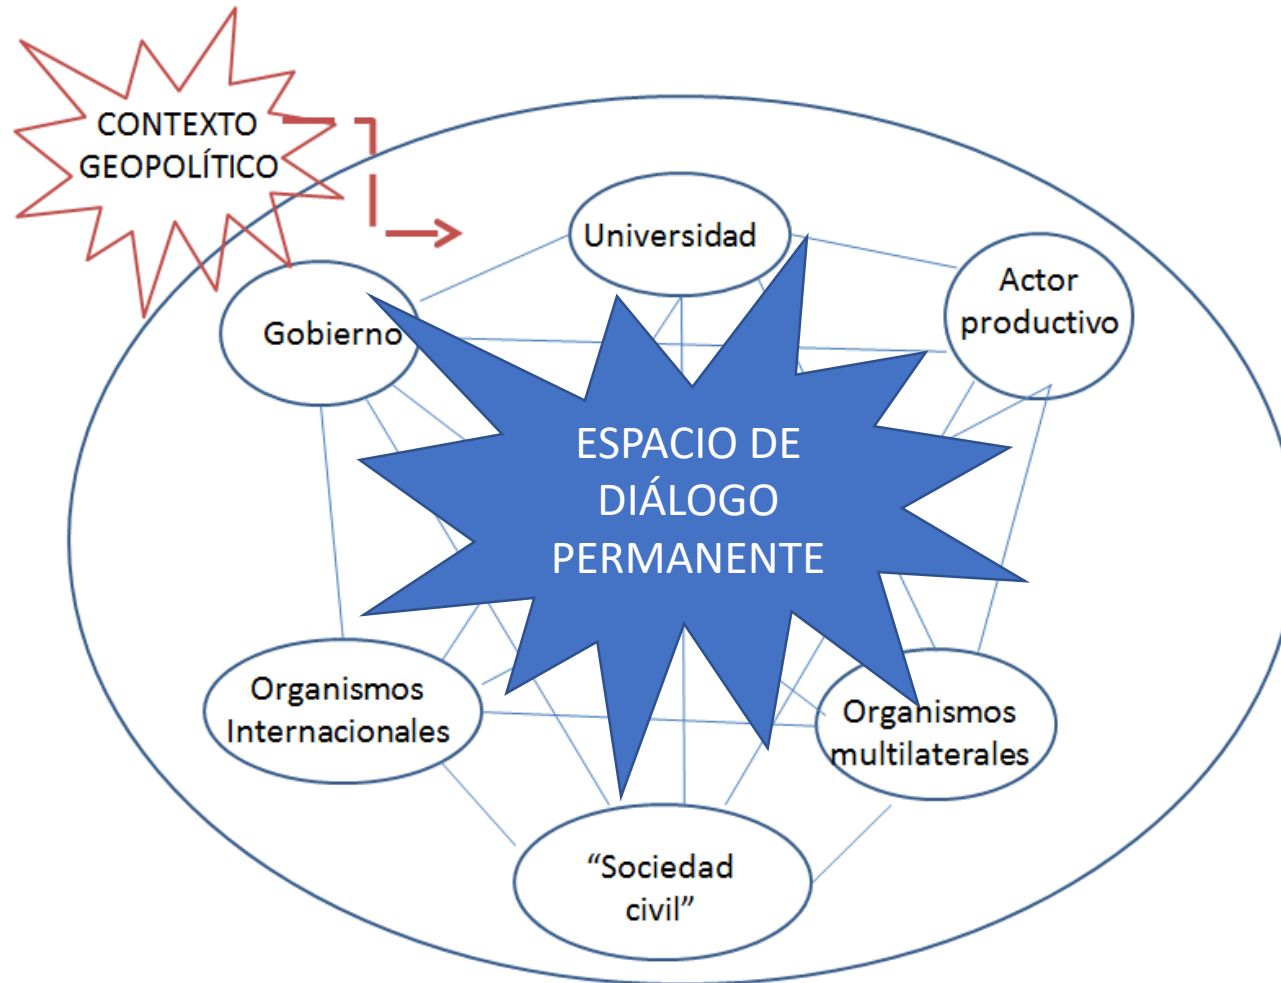 CONTEXTO
GEOPOLÍTICO
Universidad
Actor
productivo
Gobierno
ESPACIO DE
DIÁLOGO
PERMANENTE
Organismos
Internacionales
Organismos
multilaterales
“Sociedad
civil”